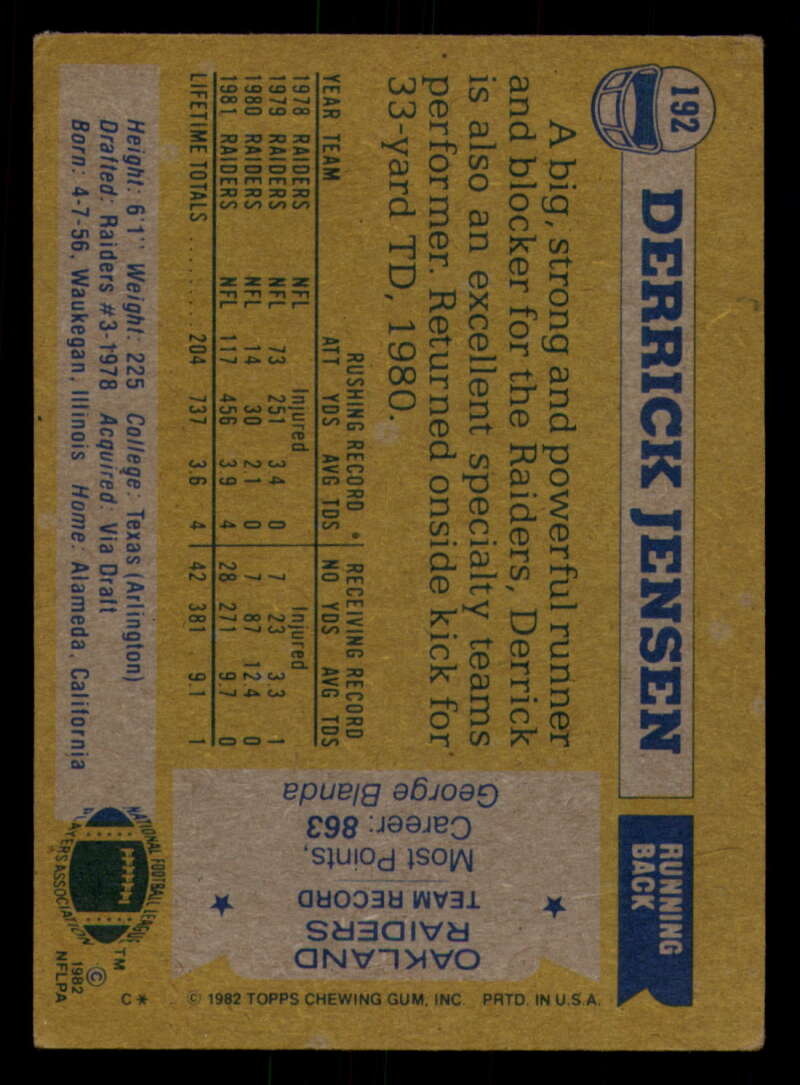 192
DERRICK JENSEN
RUNNING
BACK
A big, strong and powerful runner
and blocker for the Raiders, Derrick
is also an excellent specialty teams
performer. Returned onside kick for
33-yard TD, 1980.
RUSHING RECORD * RECEIVING RECORD
YEAR TEAM ATT YDS AVG TDS NO YDS AVG TDS
1978 RAIDERS NFL Injured Injured
1979 RAIDERS NFL 73 251 3.4 0 7 23 3.3 1
1980 RAIDERS NFL 14 30 2.1 0 7 87 12.4 0
1981 RAIDERS NFL 117 456 3.9 4 28 271 9.7 0
LIFETIME TOTALS ......... 204 737 3.6 4 42 381 9.1 1
Height: 6'1" Weight: 225 College: Texas (Arlington)
Drafted: Raiders #3-1978 Acquired: Via Draft
Born: 4-7-56, Waukegan, Illinois Home: Alameda, California
OAKLAND
RAIDERS
TEAM RECORD
Most Points,
Career: 863
George Blanda
NATIONAL FOOTBALL LEAGUE
PLAYERS ASSOCIATION
TM
©
1982
NFLPA
C*
© 1982 TOPPS CHEWING GUM, INC. PRTD. IN U.S.A.